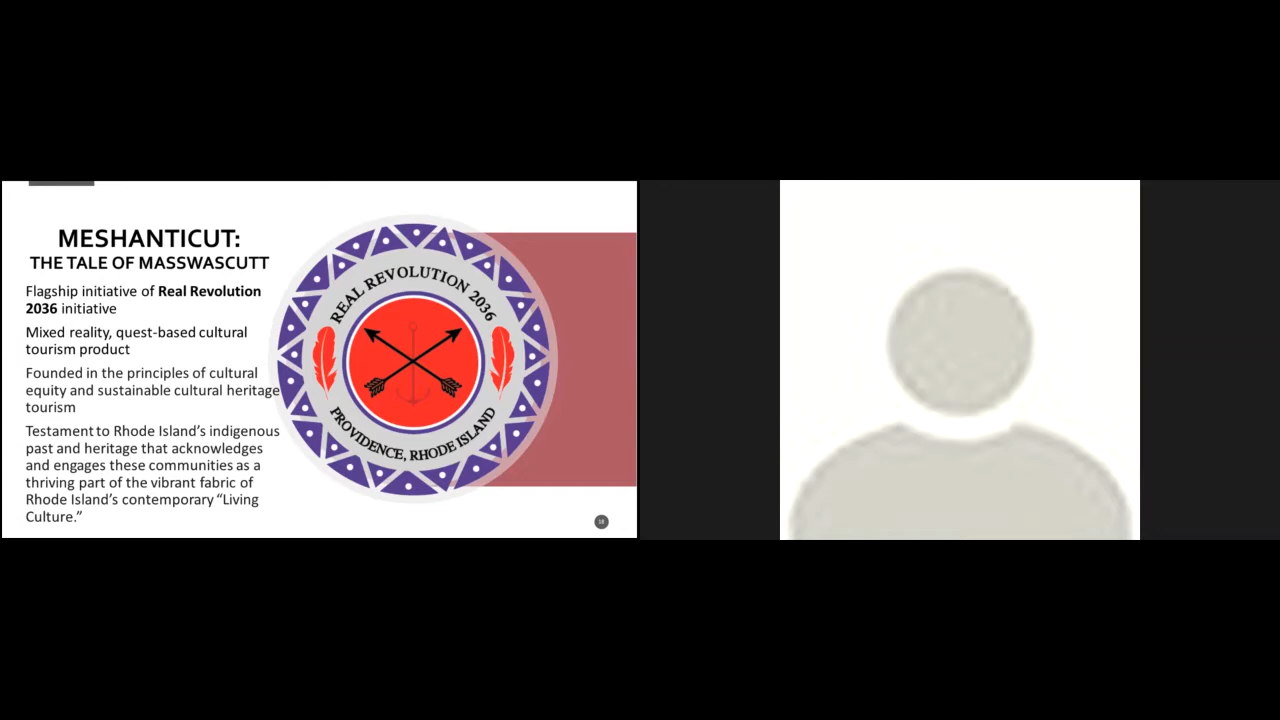 MESHANTICUT:
THE TALE OF MASSWASCUTT
Flagship initiative of Real Revolution
2036 initiative
Mixed reality, quest-based cultural
tourism product
Founded in the principles of cultural
equity and sustainable cultural heritage
tourism
Testament to Rhode Island’s indigenous
past and heritage that acknowledges
and engages these communities as a
thriving part of the vibrant fabric of
Rhode Island’s contemporary “Living
Culture.”
REAL REVOLUTION 2036
PROVIDENCE, RHODE ISLAND
18